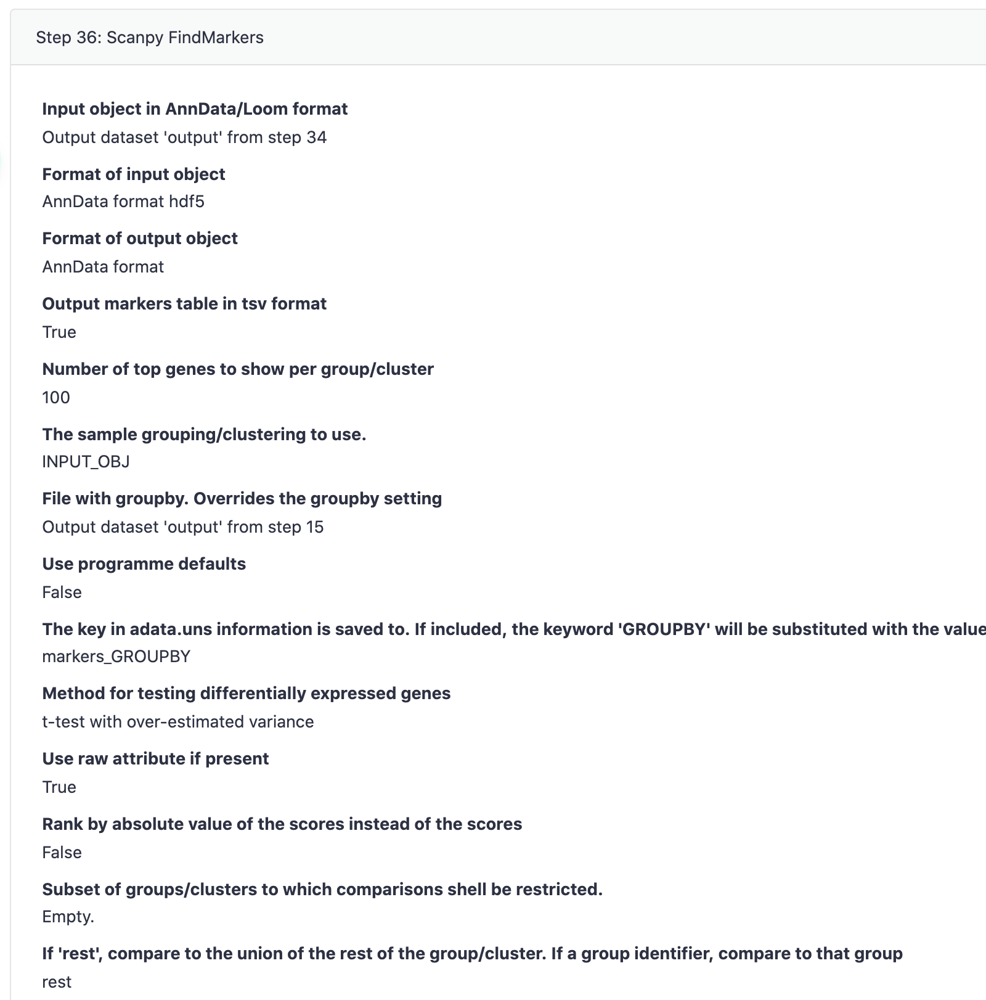 Step 36: Scanpy FindMarkers
Input object in AnnData/Loom format
Output dataset 'output' from step 34
Format of input object
AnnData format hdf5
Format of output object
AnnData format
Output markers table in tsv format
True
Number of top genes to show per group/cluster
100
The sample grouping/clustering to use.
INPUT_OBJ
File with groupby. Overrides the groupby setting
Output dataset 'output' from step 15
Use programme defaults
False
The key in adata.uns information is saved to. If included, the keyword 'GROUPBY' will be substituted with the value
markers_GROUPBY
Method for testing differentially expressed genes
t-test with over-estimated variance
Use raw attribute if present
True
Rank by absolute value of the scores instead of the scores
False
Subset of groups/clusters to which comparisons shell be restricted.
Empty.
If 'rest', compare to the union of the rest of the group/cluster. If a group identifier, compare to that group
rest